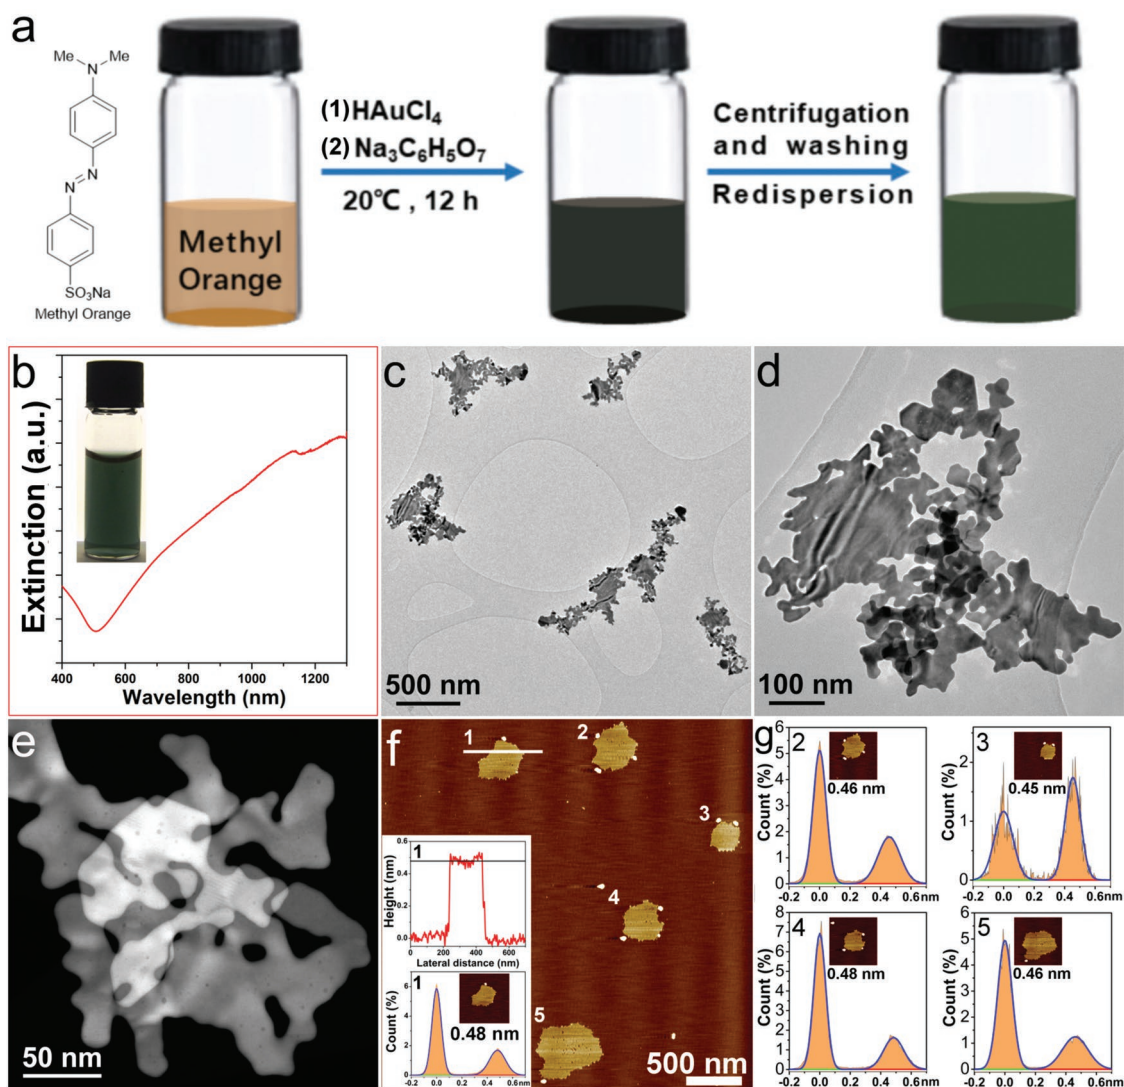 a
Me Me
N
N
N
SO₃Na
Methyl Orange
Methyl
Orange
(1)HAuCl₄
(2) Na₃C₆H₅O₇
20℃ , 12 h
Centrifugation
and washing
Redispersion
b
Extinction (a.u.)
400 600 800 1000 1200
Wavelength (nm)
c
500 nm
d
100 nm
e
50 nm
f
1
2
3
4
5
500 nm
1
Height (nm)
0.6
0.3
0.0
0 200 400 600
Lateral distance (nm)
1
Count (%)
8
6
4
2
0
0.48 nm
-0.2 0.0 0.2 0.4 0.6
g
2
Count (%)
6
5
4
3
2
1
0
0.46 nm
-0.2 0.0 0.2 0.4 0.6nm
3
Count (%)
2
1
0
0.45 nm
-0.2 0.0 0.2 0.4 0.6nm
4
Count (%)
8
7
6
5
4
3
2
1
0
0.48 nm
-0.2 0.0 0.2 0.4 0.6nm
5
Count (%)
6
5
4
3
2
1
0
0.46 nm
-0.2 0.0 0.2 0.4 0.6nm